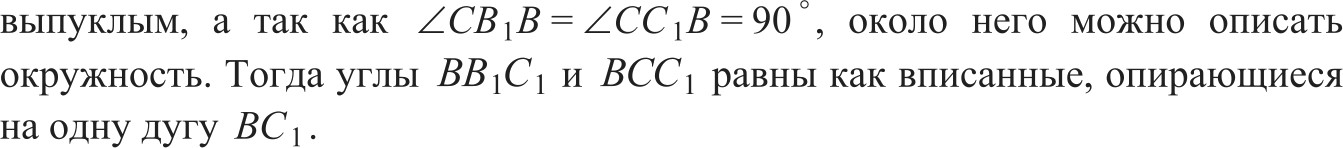 выпуклым, а так как ∠CB₁B = ∠CC₁B = 90°, около него можно описать
окружность. Тогда углы BB₁C₁ и BCC₁ равны как вписанные, опирающиеся
на одну дугу BC₁.